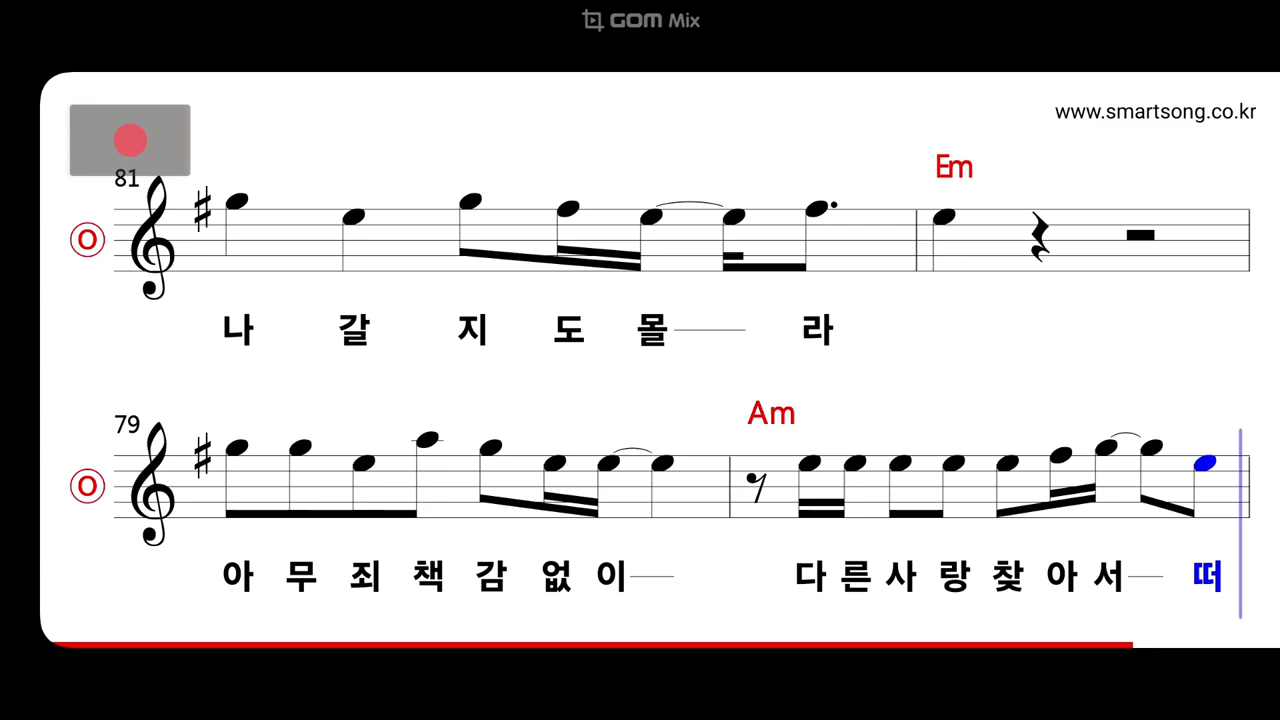 GOM Mix
www.smartsong.co.kr
81
Em
O
나 갈 지 도 몰 라
79
Am
O
아 무 죄 책 감 없 이 다 른 사 랑 찾 아 서 떠